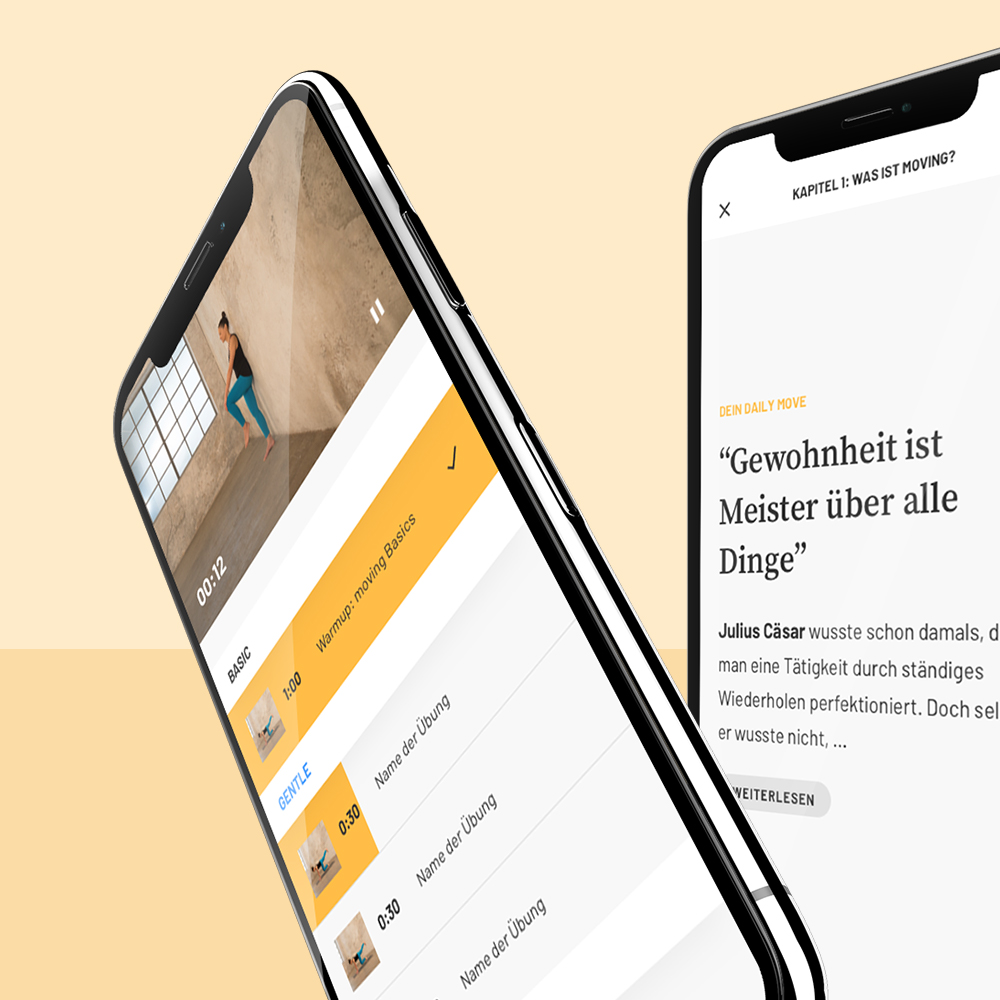 00:12
BASIC
1:00 Warmup: moving Basics
GENTLE
0:30 Name der Übung
0:30 Name der Übung
Name der Übung
KAPITEL 1: WAS IST MOVING?
DEIN DAILY MOVE
“Gewohnheit ist
Meister über alle
Dinge”
Julius Cäsar wusste schon damals, d
man eine Tätigkeit durch ständiges
Wiederholen perfektioniert. Doch sel
er wusste nicht, ...
WEITERLESEN